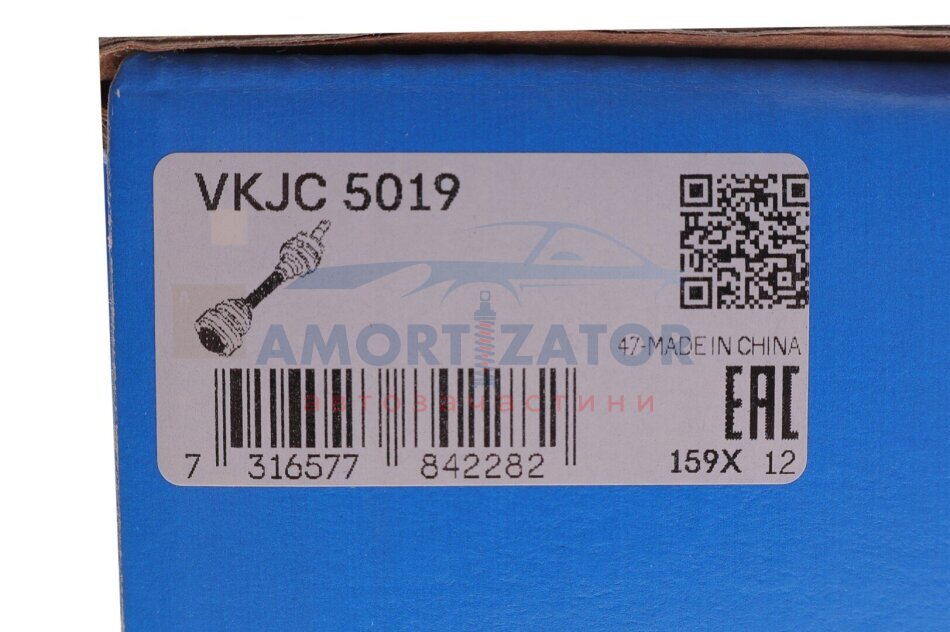 VKJC 5019
AMORTIZATOR
автозапчастини
47-MADE IN CHINA
EAC
7 316577 842282
159X 12